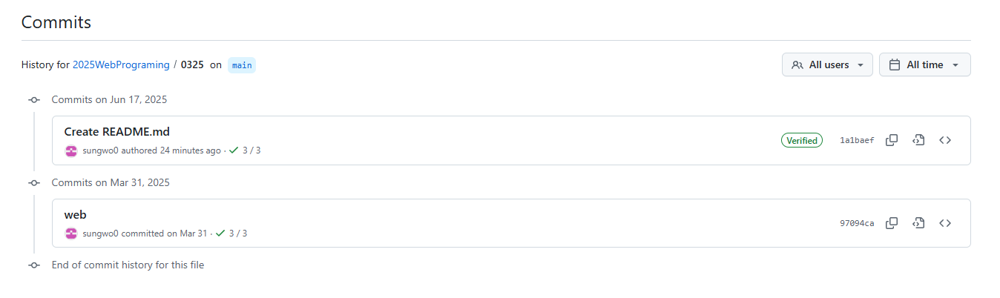 Commits
History for 2025WebPrograming / 0325 on main
All users
All time
Commits on Jun 17, 2025
Create README.md
sungwo0 authored 24 minutes ago · 3 / 3
Verified
1a1baef
Commits on Mar 31, 2025
web
sungwo0 committed on Mar 31 · 3 / 3
97094ca
End of commit history for this file